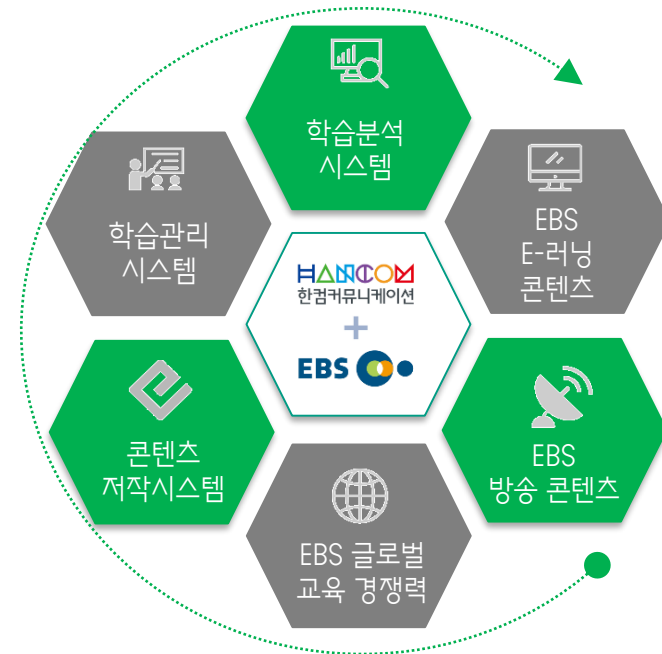 학습분석
시스템
학습관리
시스템
EBS
E-러닝
콘텐츠
HANCOM
한컴커뮤니케이션
+
EBS
콘텐츠
저작시스템
EBS
방송 콘텐츠
EBS 글로벌
교육 경쟁력